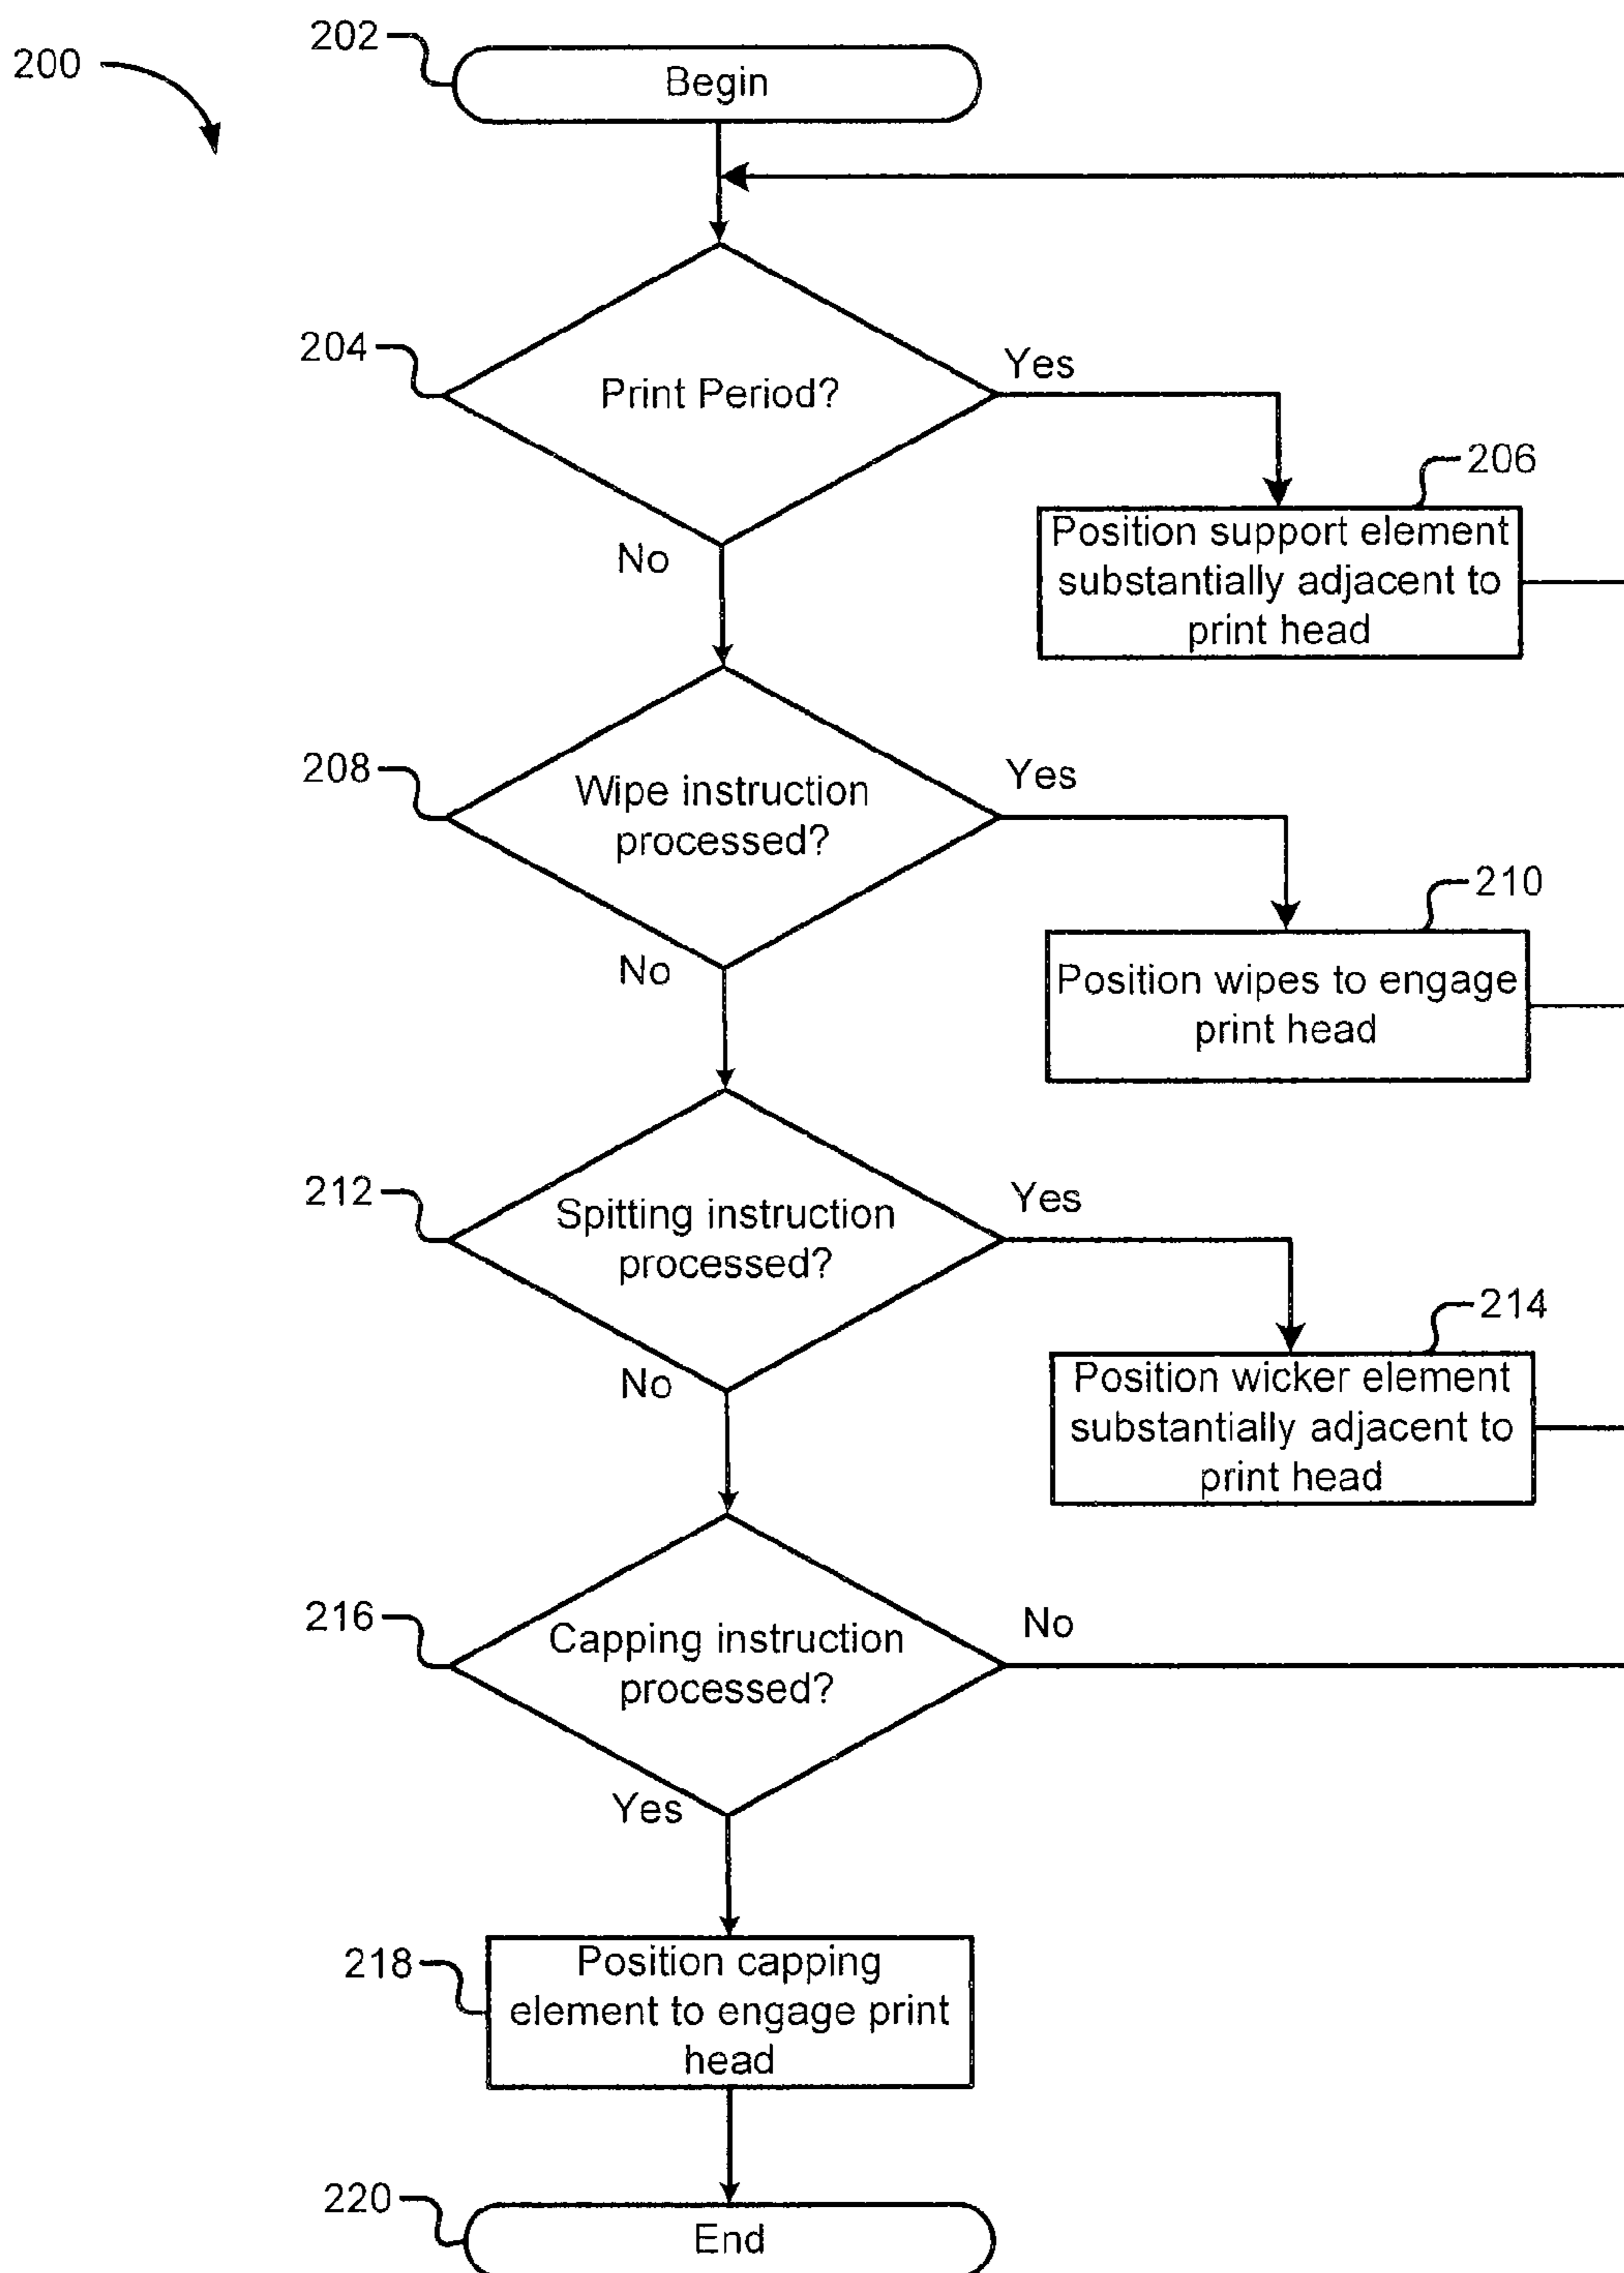 200
202
Begin
204
Print Period?
Yes
No
206
Position support element
substantially adjacent to
print head
208
Wipe instruction
processed?
Yes
No
210
Position wipes to engage
print head
212
Spitting instruction
processed?
Yes
No
214
Position wicker element
substantially adjacent to
print head
216
Capping instruction
processed?
No
Yes
218
Position capping
element to engage print
head
220
End